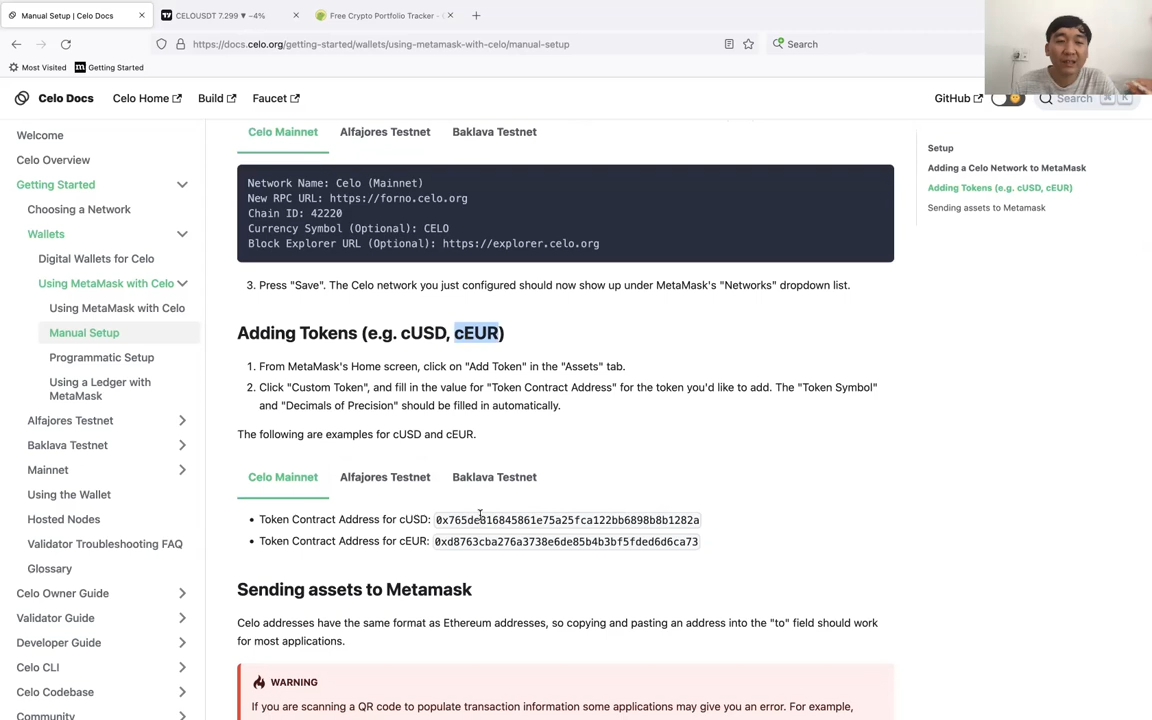 Manual Setup | Celo Docs
CELOUSDT 7.299 ▼ −4%
Free Crypto Portfolio Tracker -
https://docs.celo.org/getting-started/wallets/using-metamask-with-celo/manual-setup
Search
Most Visited
Getting Started
Celo Docs
Celo Home
Build
Faucet
GitHub
Search
K
Welcome
Celo Overview
Getting Started
Choosing a Network
Wallets
Digital Wallets for Celo
Using MetaMask with Celo
Using MetaMask with Celo
Manual Setup
Programmatic Setup
Using a Ledger with
MetaMask
Alfajores Testnet
Baklava Testnet
Mainnet
Using the Wallet
Hosted Nodes
Validator Troubleshooting FAQ
Glossary
Celo Owner Guide
Validator Guide
Developer Guide
Celo CLI
Celo Codebase
Community
Celo Mainnet
Alfajores Testnet
Baklava Testnet
Network Name: Celo (Mainnet)
New RPC URL: https://forno.celo.org
Chain ID: 42220
Currency Symbol (Optional): CELO
Block Explorer URL (Optional): https://explorer.celo.org
3. Press "Save". The Celo network you just configured should now show up under MetaMask's "Networks" dropdown list.
Adding Tokens (e.g. cUSD, cEUR)
1. From MetaMask's Home screen, click on "Add Token" in the "Assets" tab.
2. Click "Custom Token", and fill in the value for "Token Contract Address" for the token you'd like to add. The "Token Symbol"
and "Decimals of Precision" should be filled in automatically.
The following are examples for cUSD and cEUR.
Celo Mainnet
Alfajores Testnet
Baklava Testnet
• Token Contract Address for cUSD: 0x765de816845861e75a25fca122bb6898b8b1282a
• Token Contract Address for cEUR: 0xd8763cba276a3738e6de85b4b3bf5fded6d6ca73
Sending assets to Metamask
Celo addresses have the same format as Ethereum addresses, so copying and pasting an address into the "to" field should work
for most applications.
WARNING
If you are scanning a QR code to populate transaction information some applications may give you an error. For example,
Setup
Adding a Celo Network to MetaMask
Adding Tokens (e.g. cUSD, cEUR)
Sending assets to Metamask